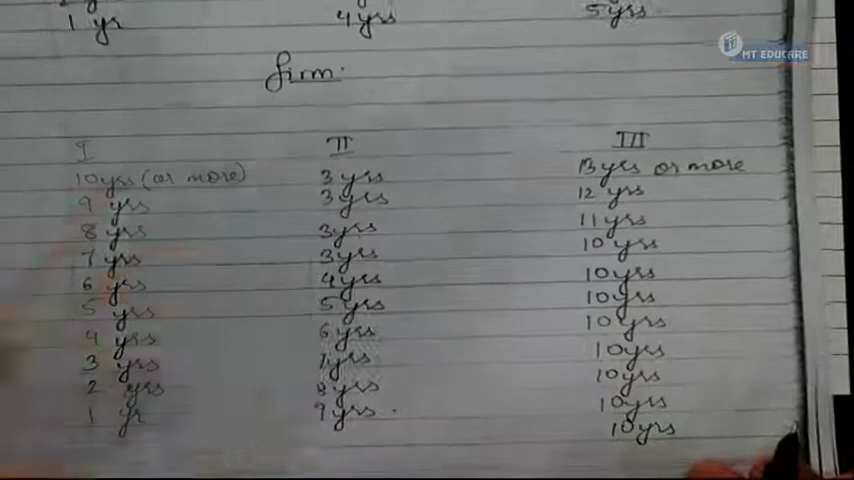 1 yr 4 yrs 5 yrs
MT EDUCARE
firm.
I II III
10 yrs (or more) 3 yrs 13 yrs or more
9 yrs 3 yrs 12 yrs
8 yrs 3 yrs 11 yrs
7 yrs 3 yrs 10 yrs
6 yrs 4 yrs 10 yrs
5 yrs 5 yrs 10 yrs
4 yrs 6 yrs 10 yrs
3 yrs 7 yrs 10 yrs
2 yrs 8 yrs 10 yrs
1 yr 9 yrs . 10 yrs
10 yrs